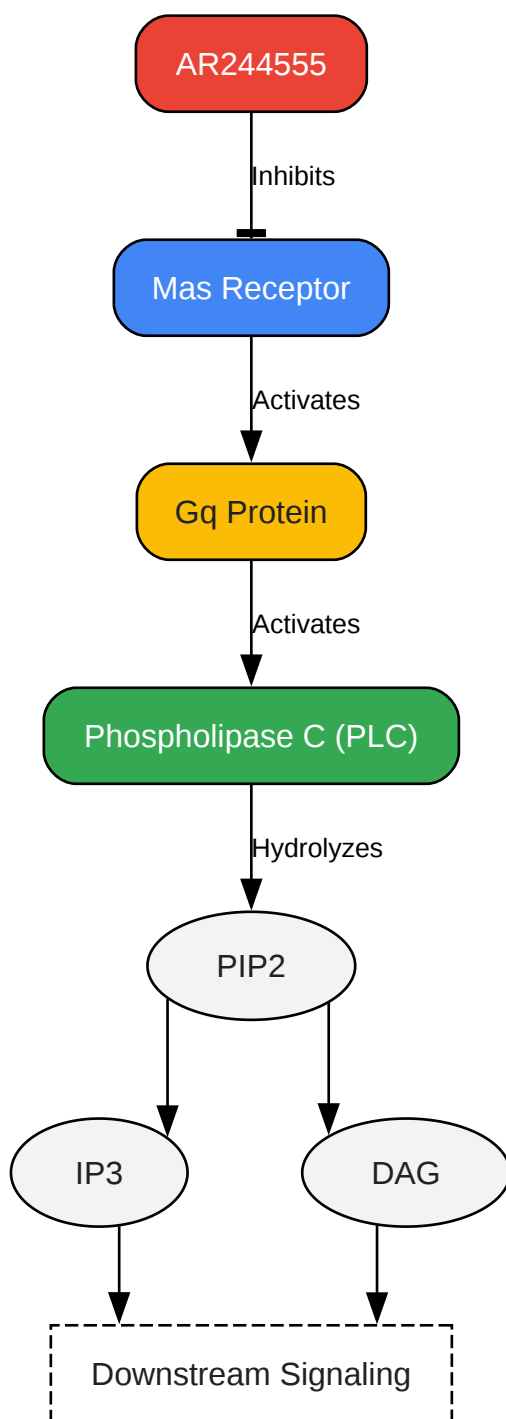 AR244555
Inhibits
Mas Receptor
Activates
Gq Protein
Activates
Phospholipase C (PLC)
Hydrolyzes
PIP2
IP3
DAG
Downstream Signaling